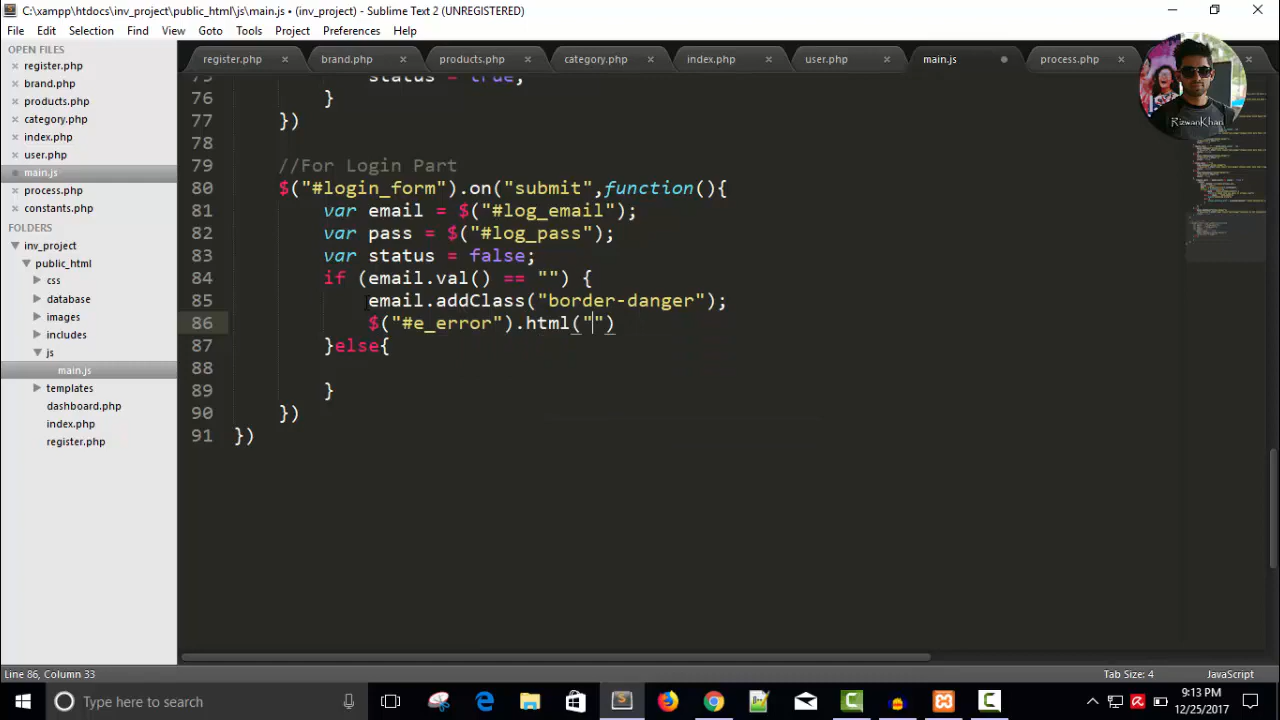 C:\xampp\htdocs\inv_project\public_html\js\main.js • (inv_project) - Sublime Text 2 (UNREGISTERED)
File Edit Selection Find View Goto Tools Project Preferences Help
OPEN FILES
register.php
brand.php
products.php
category.php
index.php
user.php
main.js
process.php
constants.php
FOLDERS
inv_project
public_html
css
database
images
includes
js
main.js
templates
dashboard.php
index.php
register.php
register.php brand.php products.php category.php index.php user.php main.js process.php
RizwanKhan
75 status = true;
76 }
77 })
78
79 //For Login Part
80 $("#login_form").on("submit",function(){
81 var email = $("#log_email");
82 var pass = $("#log_pass");
83 var status = false;
84 if (email.val() == "") {
85 email.addClass("border-danger");
86 $("#e_error").html("")
87 }else{
88
89 }
90 })
91 })
Line 86, Column 33 Tab Size: 4 JavaScript
Type here to search
9:13 PM
12/25/2017